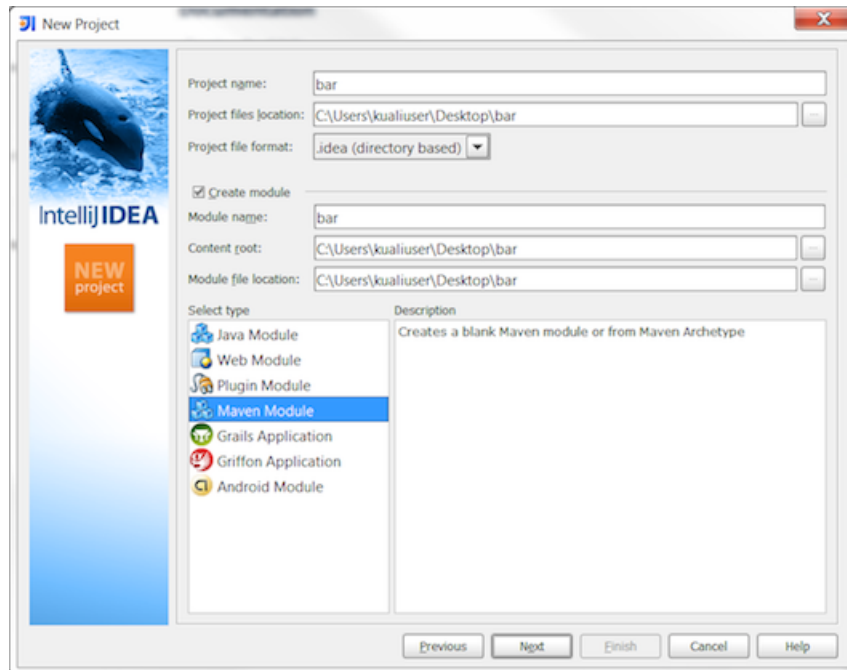 New Project
Project name: bar
Project files location: C:\Users\kualiuser\Desktop\bar ...
Project file format: .idea (directory based)
Create module
IntelliJIDEA
Module name: bar
Content root: C:\Users\kualiuser\Desktop\bar ...
NEW
project
Module file location: C:\Users\kualiuser\Desktop\bar ...
Select type
Description
Java Module
Creates a blank Maven module or from Maven Archetype
Web Module
Plugin Module
Maven Module
Grails Application
Griffon Application
Android Module
Previous Next Finish Cancel Help